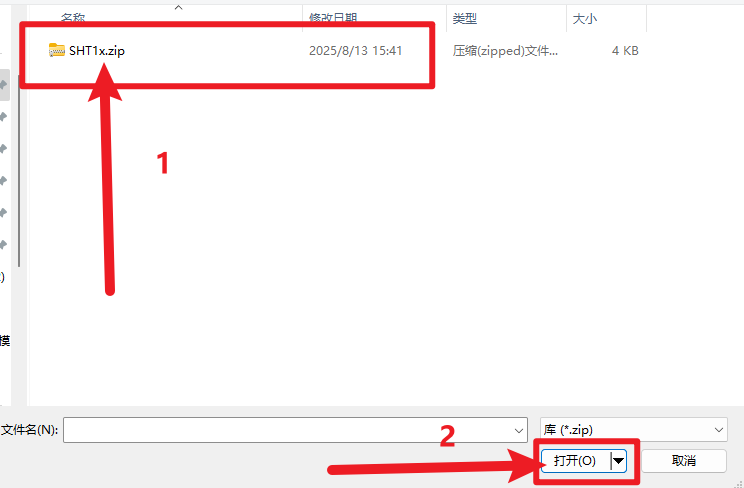 名称 修改日期 类型 大小
SHT1x.zip 2025/8/13 15:41 压缩(zipped)文件... 4 KB
1
)
模
文件名(N): 库 (*.zip)
2
打开(O) 取消